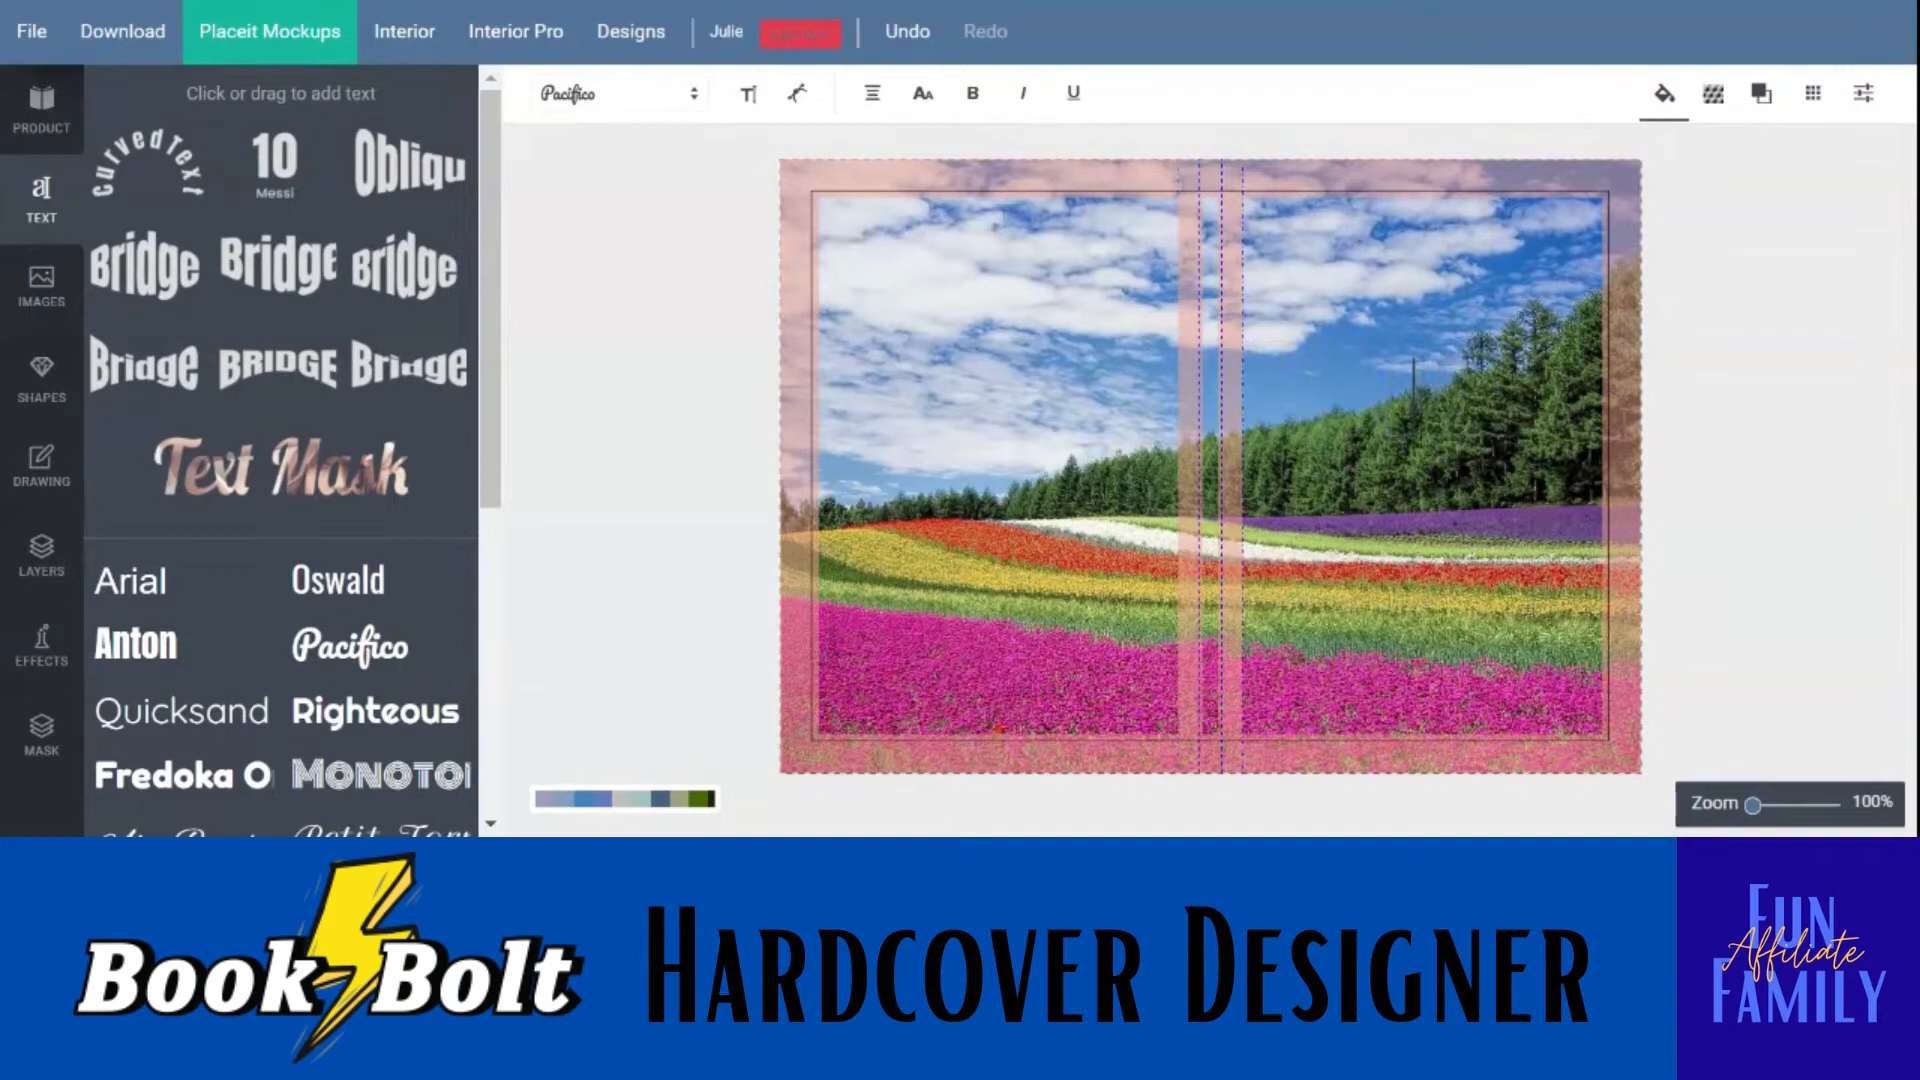 File Download Placeit Mockups Interior Interior Pro Designs Julie Undo Redo
Click or drag to add text
Pacifico
PRODUCT
Curved Text
10
Messi
Obliqu
TEXT
Bridge Bridge Bridge
IMAGES
Bridge BRIDGE Bridge
SHAPES
Text Mask
DRAWING
LAYERS
Arial Oswald
EFFECTS
Anton Pacifico
Quicksand Righteous
MASK
Fredoka O MONOTO
Zoom 100%
Book Bolt
HARDCOVER DESIGNER
FUN
Affiliate
FAMILY